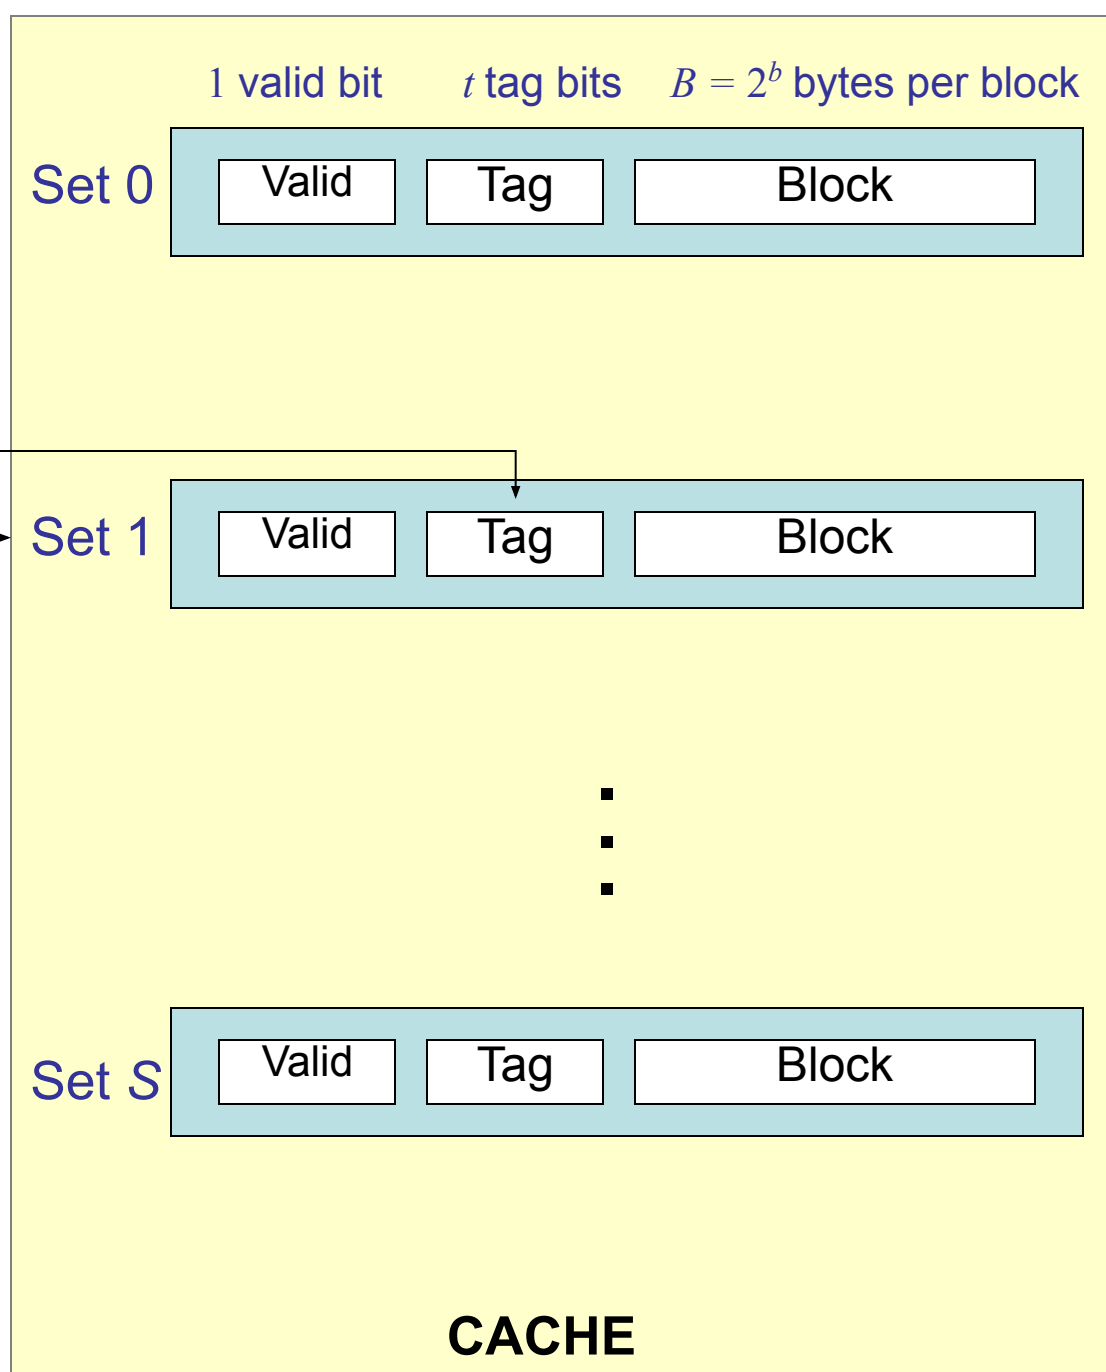 1 valid bit t tag bits B = 2^b bytes per block
Set 0 Valid Tag Block
Set 1 Valid Tag Block
Set S Valid Tag Block
CACHE